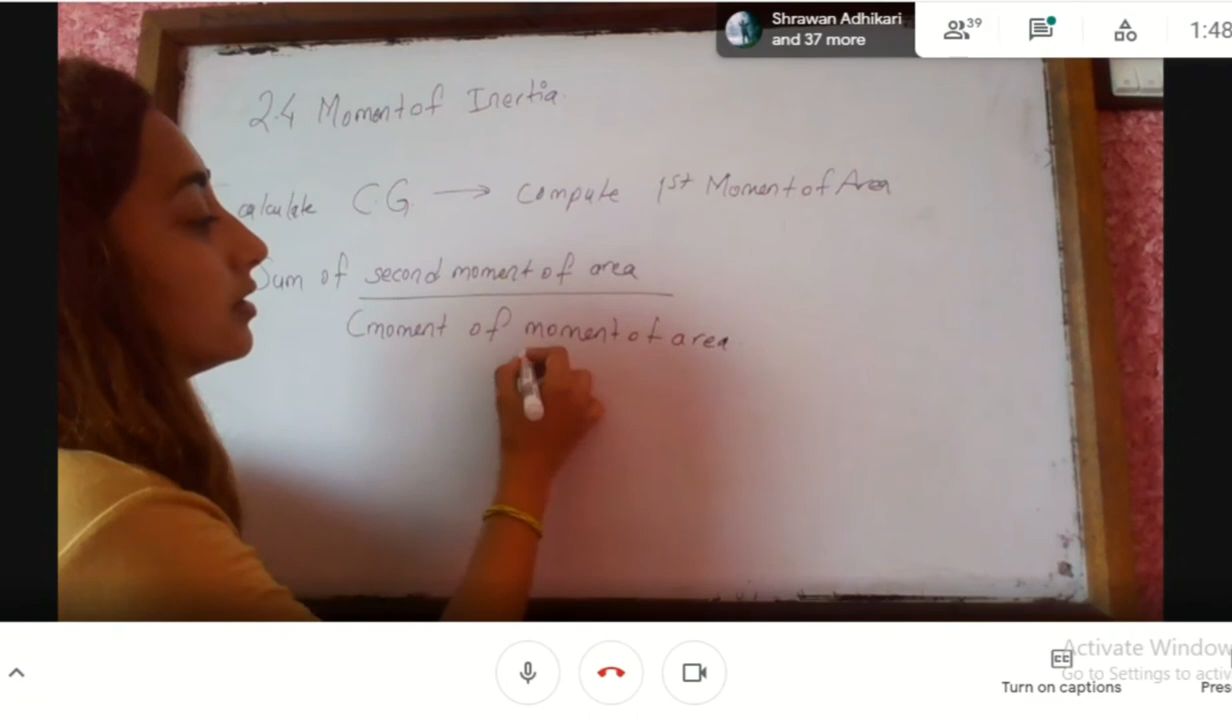 Shrawan Adhikari
and 37 more
39
1:48
2.4 Moment of Inertia
calculate C.G → compute 1st Moment of Area
Sum of second moment of area
(moment of moment of area
CC
Turn on captions
Activate Window
Go to Settings to activ
Pres